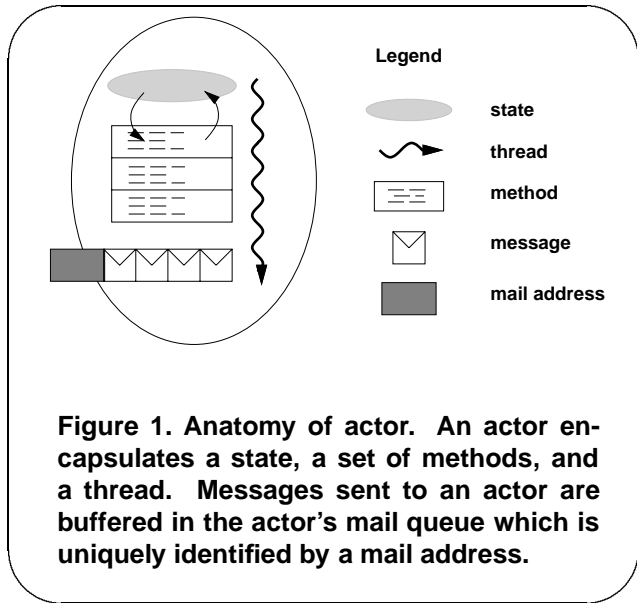 Legend
state
thread
method
message
mail address
Figure 1. Anatomy of actor. An actor en-
capsulates a state, a set of methods, and
a thread. Messages sent to an actor are
buffered in the actor's mail queue which is
uniquely identified by a mail address.